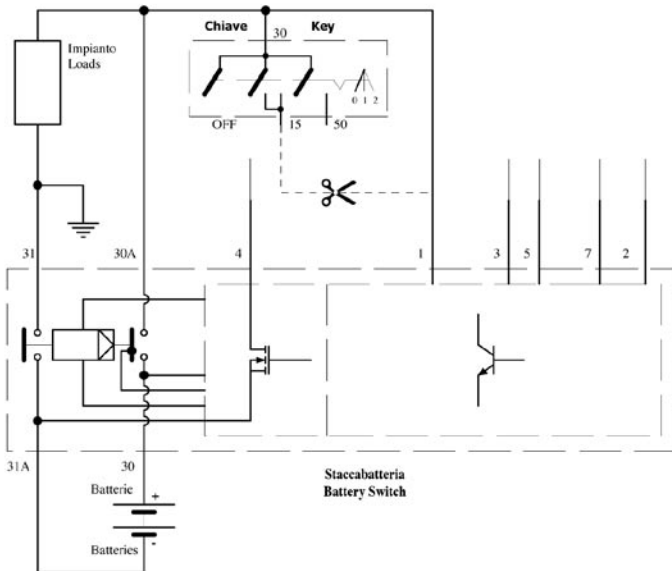 Chiave Key
30
Impianto
Loads
0 1 2
OFF 15 50
31 30A 4 1 3 5 7 2
31A 30
Staccabatteria
Battery Switch
Batteric +
Batteries -